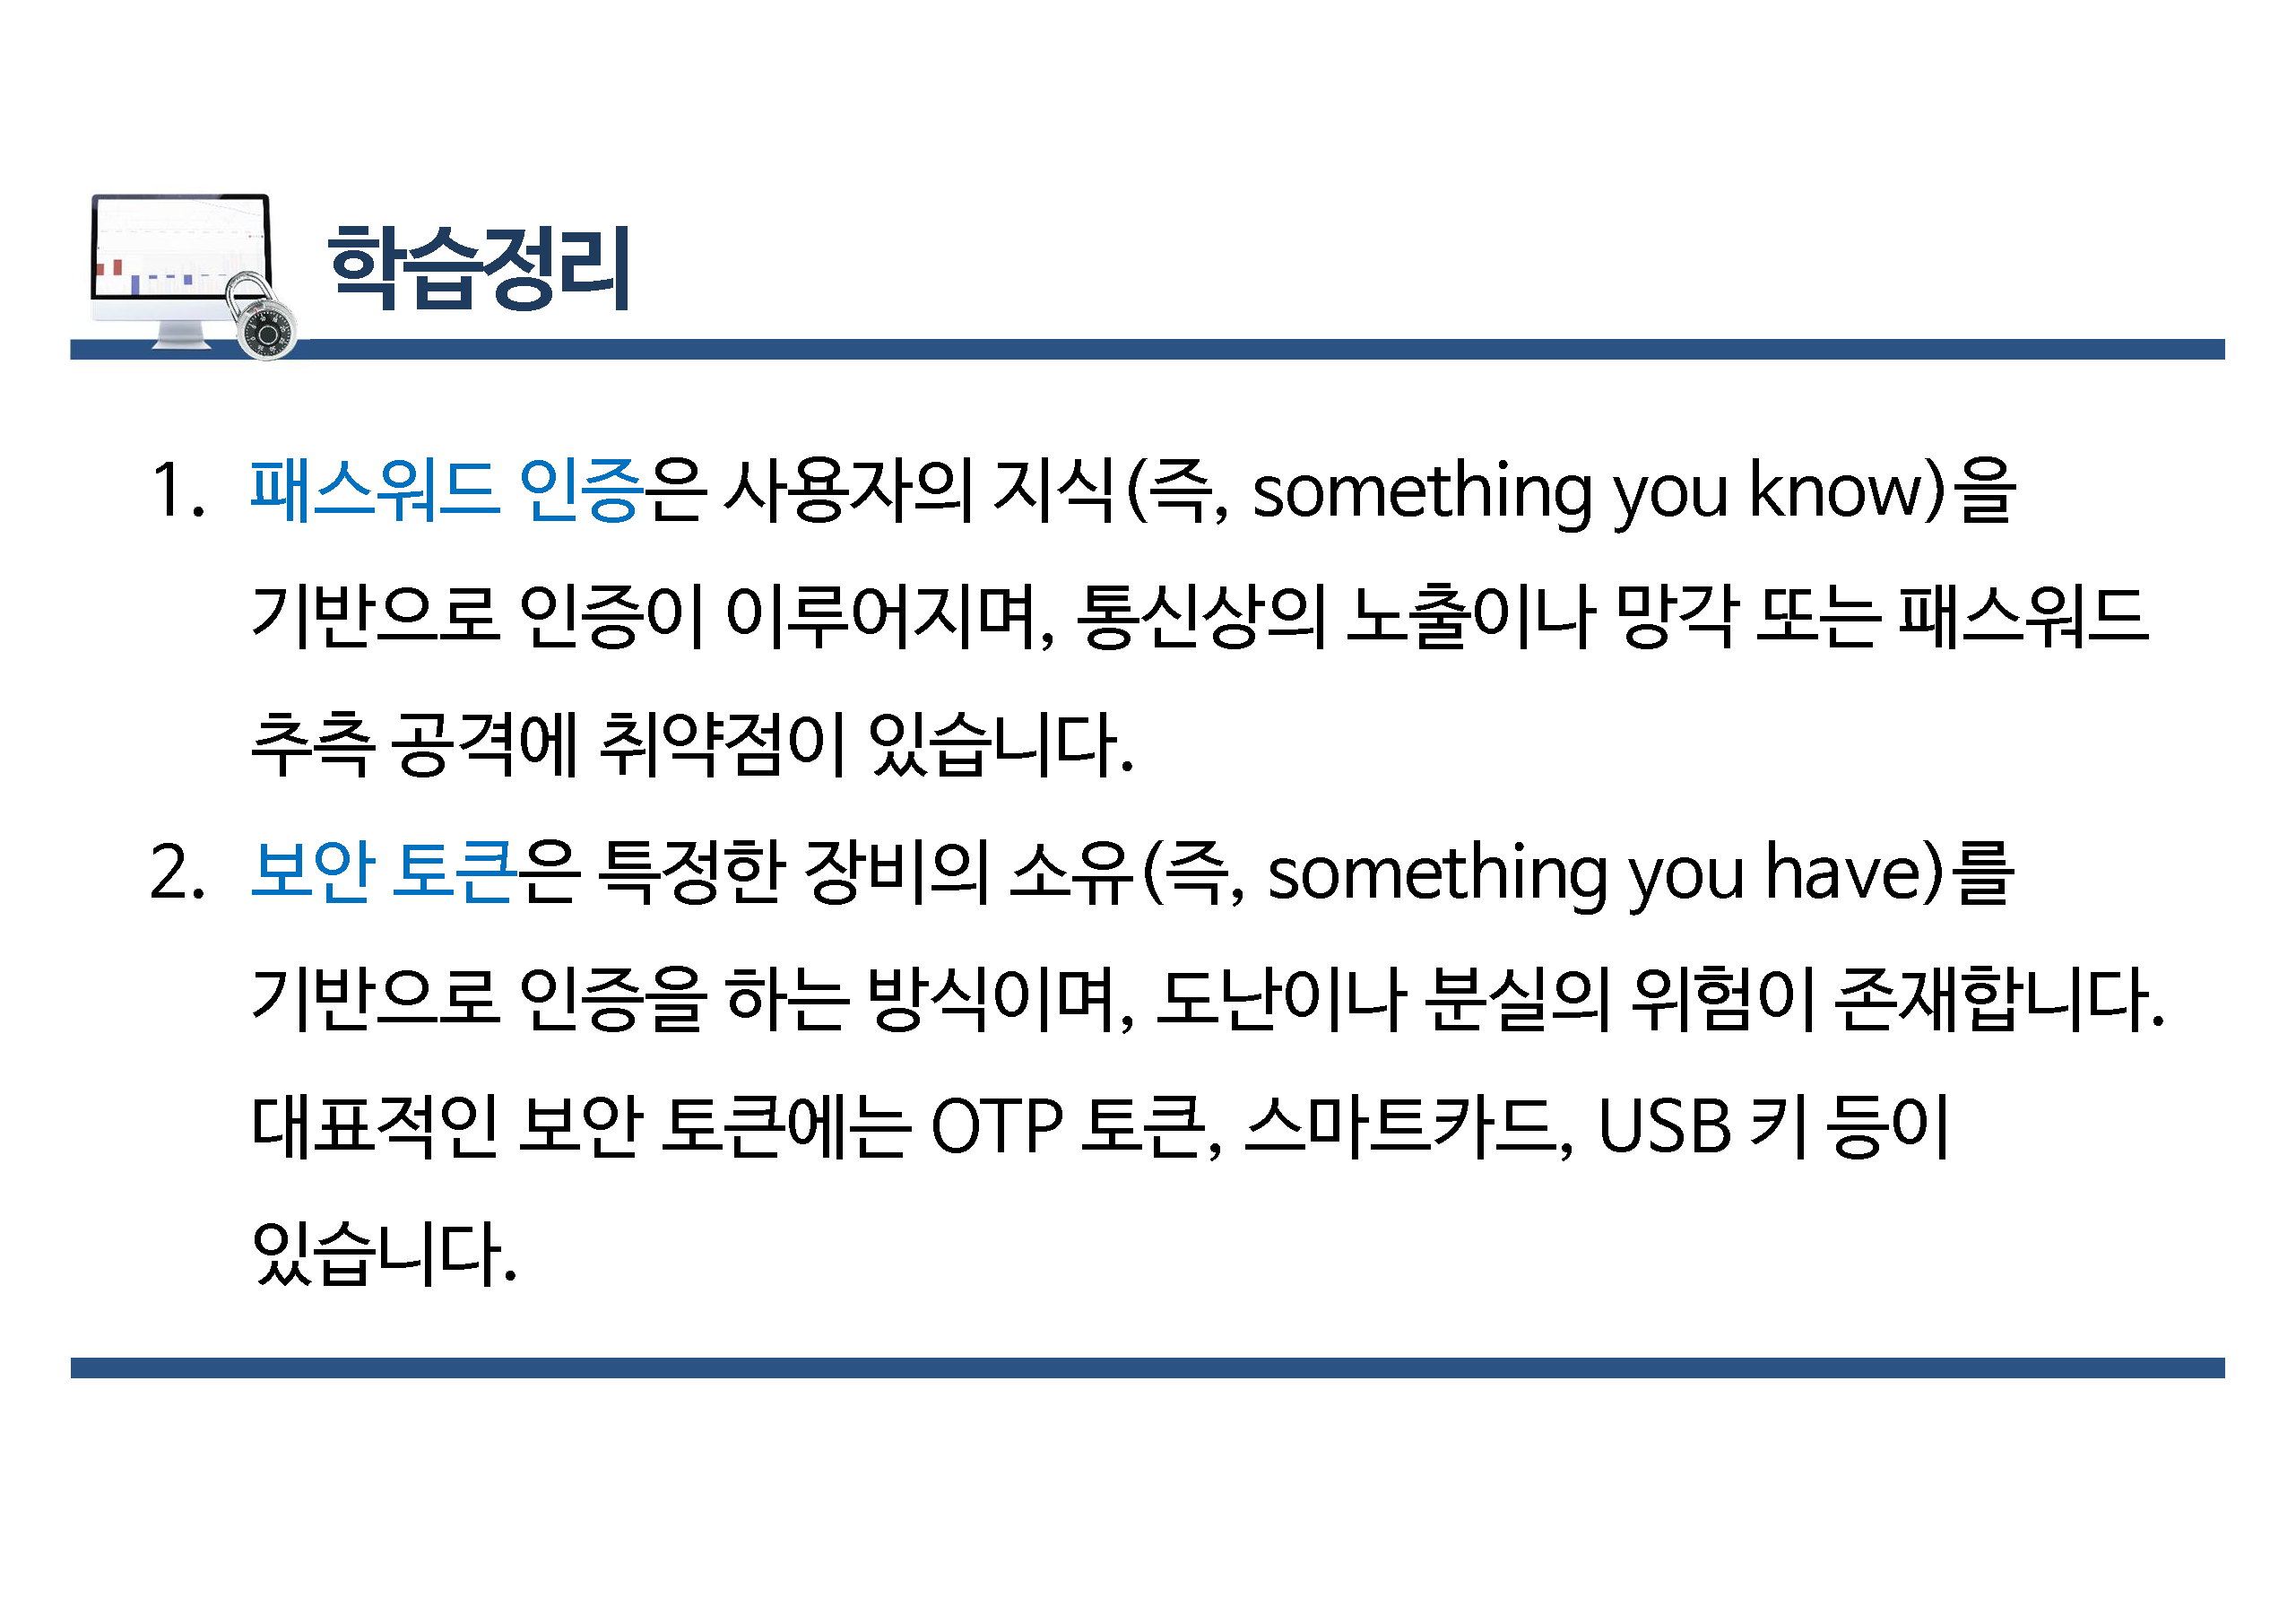 학습정리
1. 패스워드 인증은 사용자의 지식(즉, something you know)을
기반으로 인증이 이루어지며, 통신상의 노출이나 망각 또는 패스워드
추측 공격에 취약점이 있습니다.
2. 보안 토큰은 특정한 장비의 소유(즉, something you have)를
기반으로 인증을 하는 방식이며, 도난이나 분실의 위험이 존재합니다.
대표적인 보안 토큰에는 OTP 토큰, 스마트카드, USB 키 등이
있습니다.